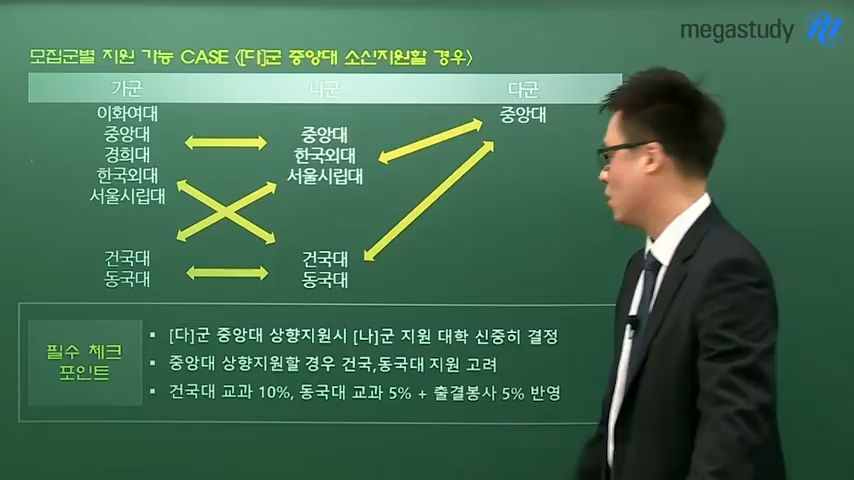 megastudy
모집군별 지원 가능 CASE <[다]군 중앙대 소신지원할 경우>
가군 나군 다군
이화여대 중앙대
중앙대 중앙대
경희대 한국외대
한국외대 서울시립대
서울시립대
건국대 건국대
동국대 동국대
필수 체크
포인트
▪ [다]군 중앙대 상향지원시 [나]군 지원 대학 신중히 결정
▪ 중앙대 상향지원할 경우 건국,동국대 지원 고려
▪ 건국대 교과 10%, 동국대 교과 5% + 출결봉사 5% 반영